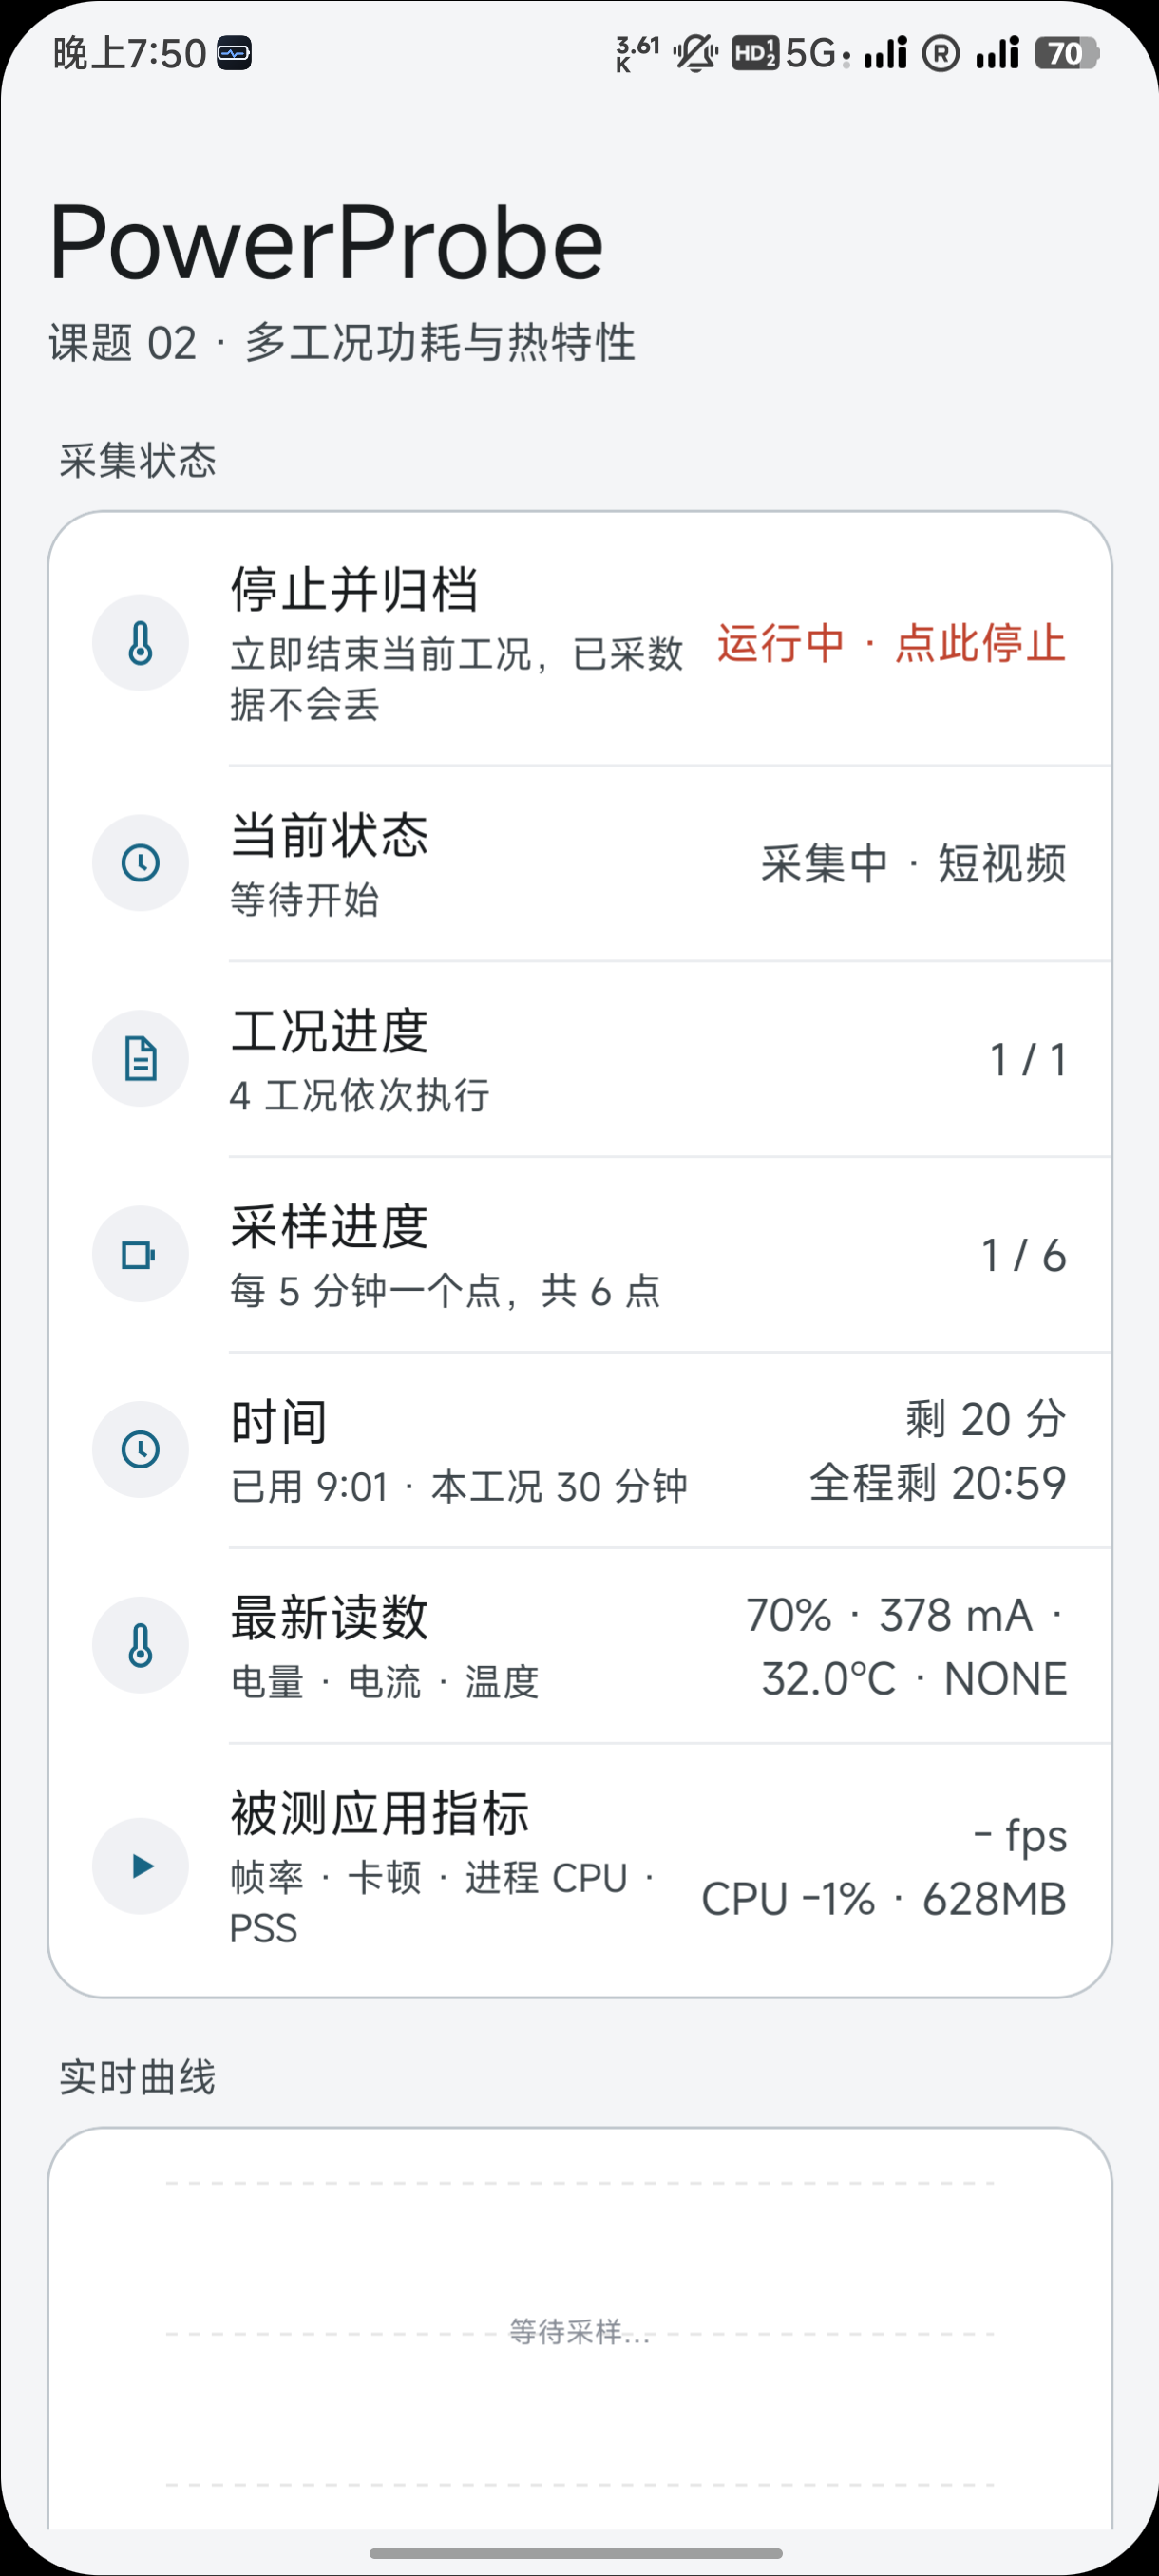 晚上7:50
3.61 K HD 1 2 5G R 70
PowerProbe
课题 02 · 多工况功耗与热特性
采集状态
停止并归档
立即结束当前工况，已采数
据不会丢
运行中 · 点此停止
当前状态
等待开始
采集中 · 短视频
工况进度
4 工况依次执行
1 / 1
采样进度
每 5 分钟一个点，共 6 点
1 / 6
时间
已用 9:01 · 本工况 30 分钟
剩 20 分
全程剩 20:59
最新读数
电量 · 电流 · 温度
70% · 378 mA ·
32.0°C · NONE
被测应用指标
帧率 · 卡顿 · 进程 CPU ·
PSS
- fps
CPU -1% · 628MB
实时曲线
等待采样...